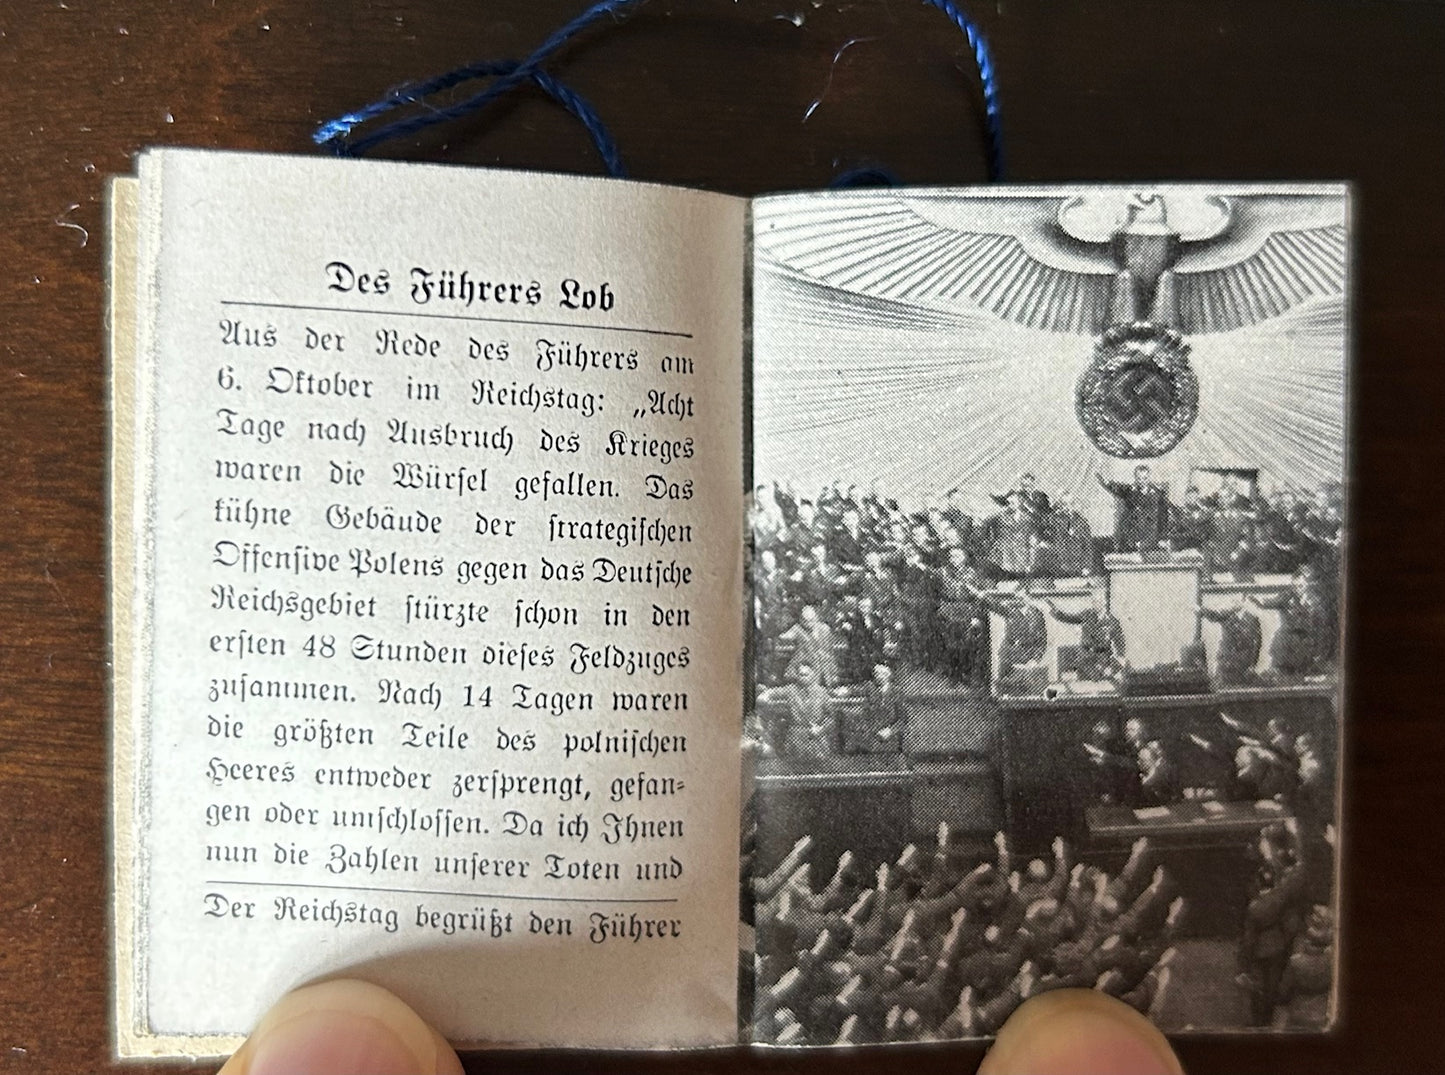 Des Führers Lob
Aus der Rede des Führers am
6. Oktober im Reichstag: „Acht
Tage nach Ausbruch des Krieges
waren die Würfel gefallen. Das
kühne Gebäude der strategischen
Offensive Polens gegen das Deutsche
Reichsgebiet stürzte schon in den
ersten 48 Stunden dieses Feldzuges
zusammen. Nach 14 Tagen waren
die größten Teile des polnischen
Heeres entweder zersprengt, gefan-
gen oder umschlossen. Da ich Ihnen
nun die Zahlen unserer Toten und
Der Reichstag begrüßt den Führer